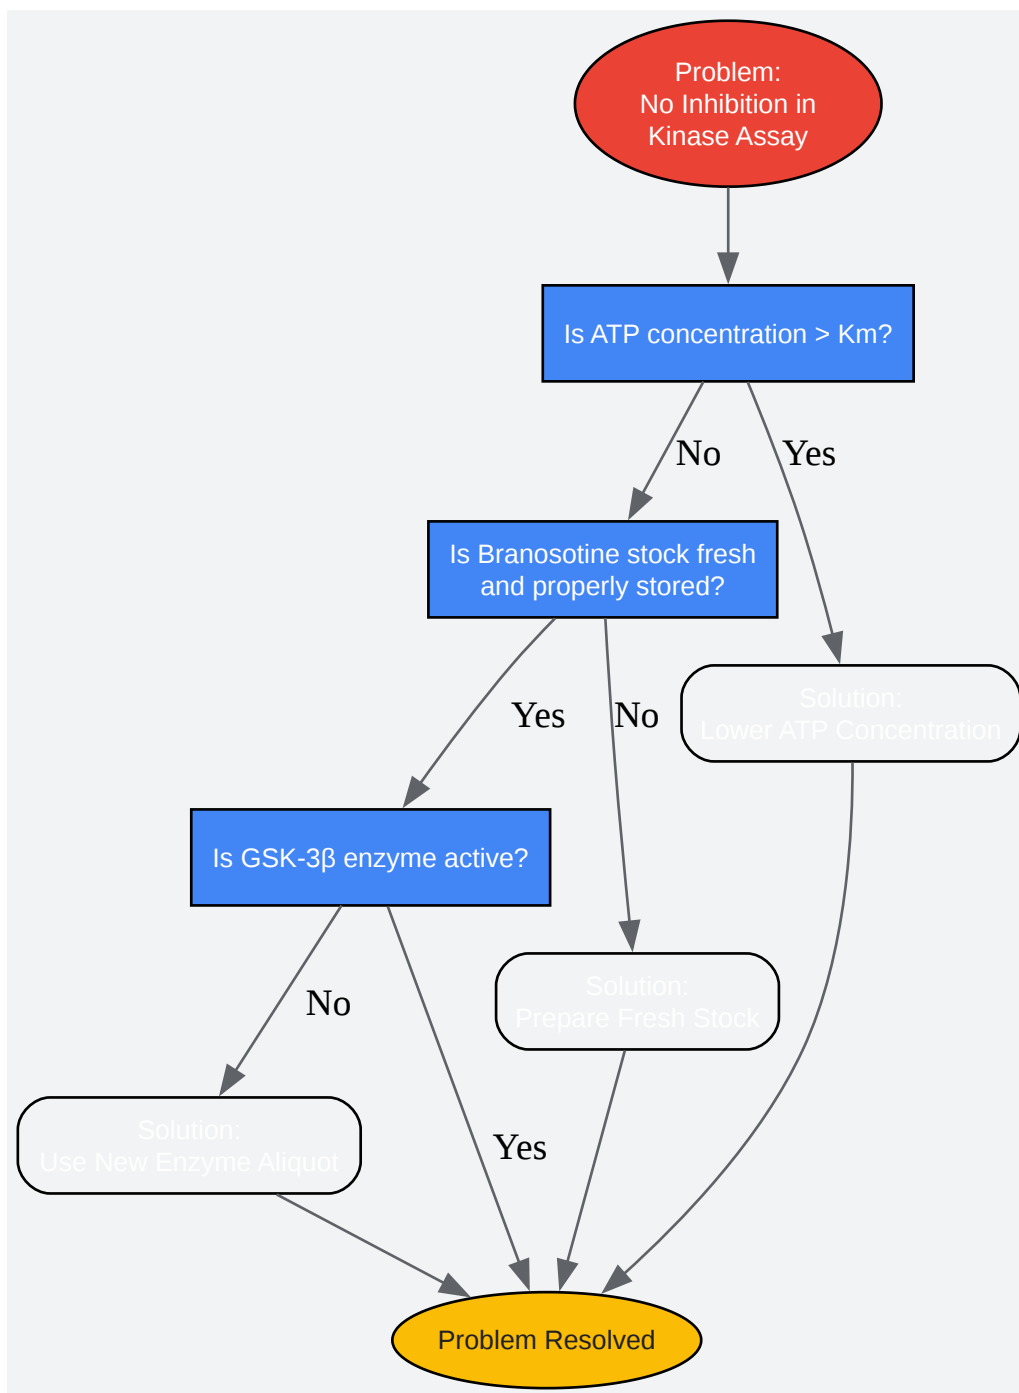 Problem:
No Inhibition in
Kinase Assay
Is ATP concentration > Km?
No
Yes
Is Branosotine stock fresh
and properly stored?
Solution:
Lower ATP Concentration
Yes
No
Is GSK-3β enzyme active?
Solution:
Prepare Fresh Stock
No
Solution:
Use New Enzyme Aliquot
Yes
Problem Resolved